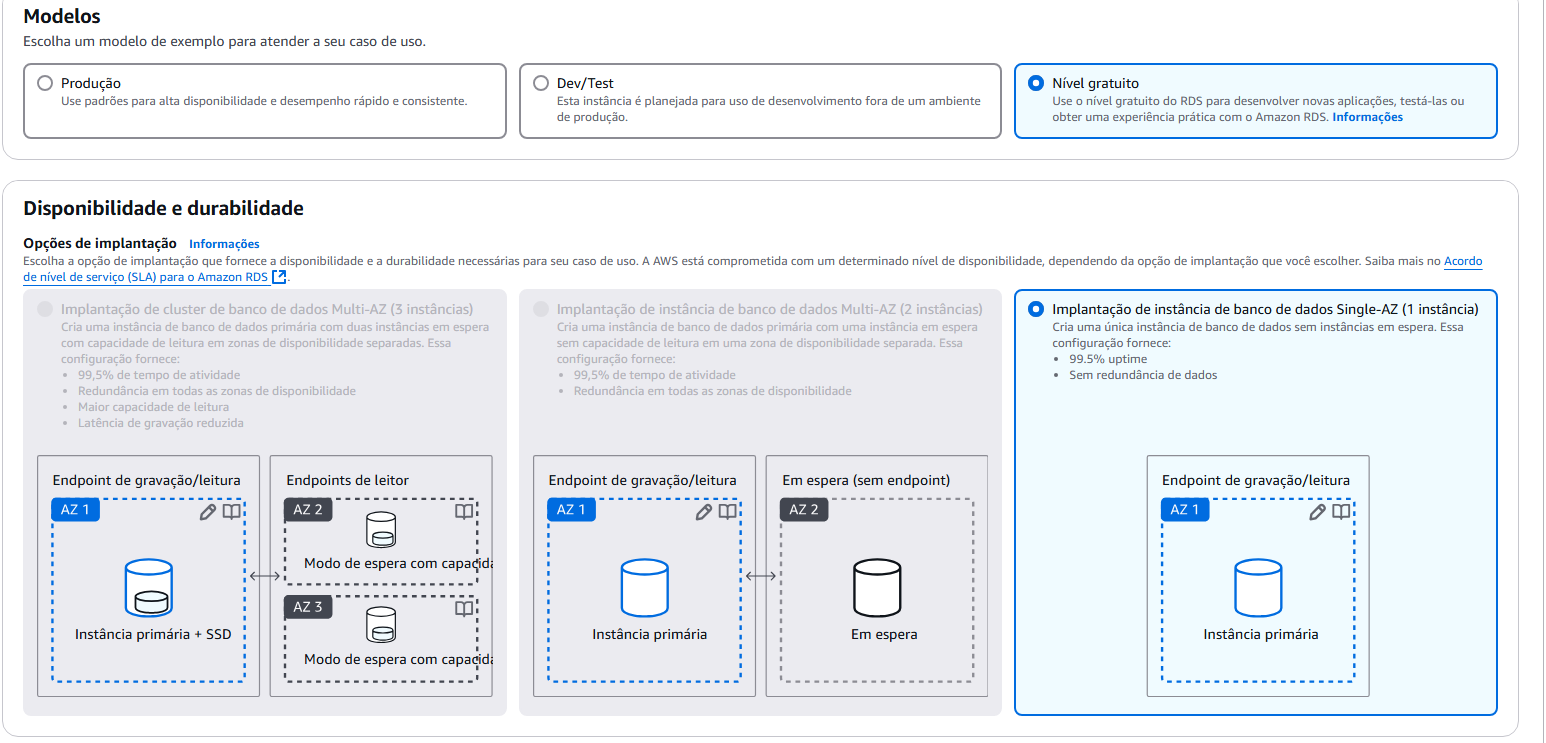 Modelos
Escolha um modelo de exemplo para atender a seu caso de uso.
Produção
Use padrões para alta disponibilidade e desempenho rápido e consistente.
Dev/Test
Esta instância é planejada para uso de desenvolvimento fora de um ambiente
de produção.
Nível gratuito
Use o nível gratuito do RDS para desenvolver novas aplicações, testá-las ou
obter uma experiência prática com o Amazon RDS. Informações
Disponibilidade e durabilidade
Opções de implantação Informações
Escolha a opção de implantação que fornece a disponibilidade e a durabilidade necessárias para seu caso de uso. A AWS está comprometida com um determinado nível de disponibilidade, dependendo da opção de implantação que você escolher. Saiba mais no Acordo
de nível de serviço (SLA) para o Amazon RDS.
Implantação de cluster de banco de dados Multi-AZ (3 instâncias)
Cria uma instância de banco de dados primária com duas instâncias em espera
com capacidade de leitura em zonas de disponibilidade separadas. Essa
configuração fornece:
• 99,5% de tempo de atividade
• Redundância em todas as zonas de disponibilidade
• Maior capacidade de leitura
• Latência de gravação reduzida
Endpoint de gravação/leitura
AZ 1
Instância primária + SSD
Endpoints de leitor
AZ 2
Modo de espera com capacida
AZ 3
Modo de espera com capacida
Implantação de instância de banco de dados Multi-AZ (2 instâncias)
Cria uma instância de banco de dados primária com uma instância em espera
sem capacidade de leitura em uma zona de disponibilidade separada. Essa
configuração fornece:
• 99,5% de tempo de atividade
• Redundância em todas as zonas de disponibilidade
Endpoint de gravação/leitura
AZ 1
Instância primária
Em espera (sem endpoint)
AZ 2
Em espera
Implantação de instância de banco de dados Single-AZ (1 instância)
Cria uma única instância de banco de dados sem instâncias em espera. Essa
configuração fornece:
• 99.5% uptime
• Sem redundância de dados
Endpoint de gravação/leitura
AZ 1
Instância primária